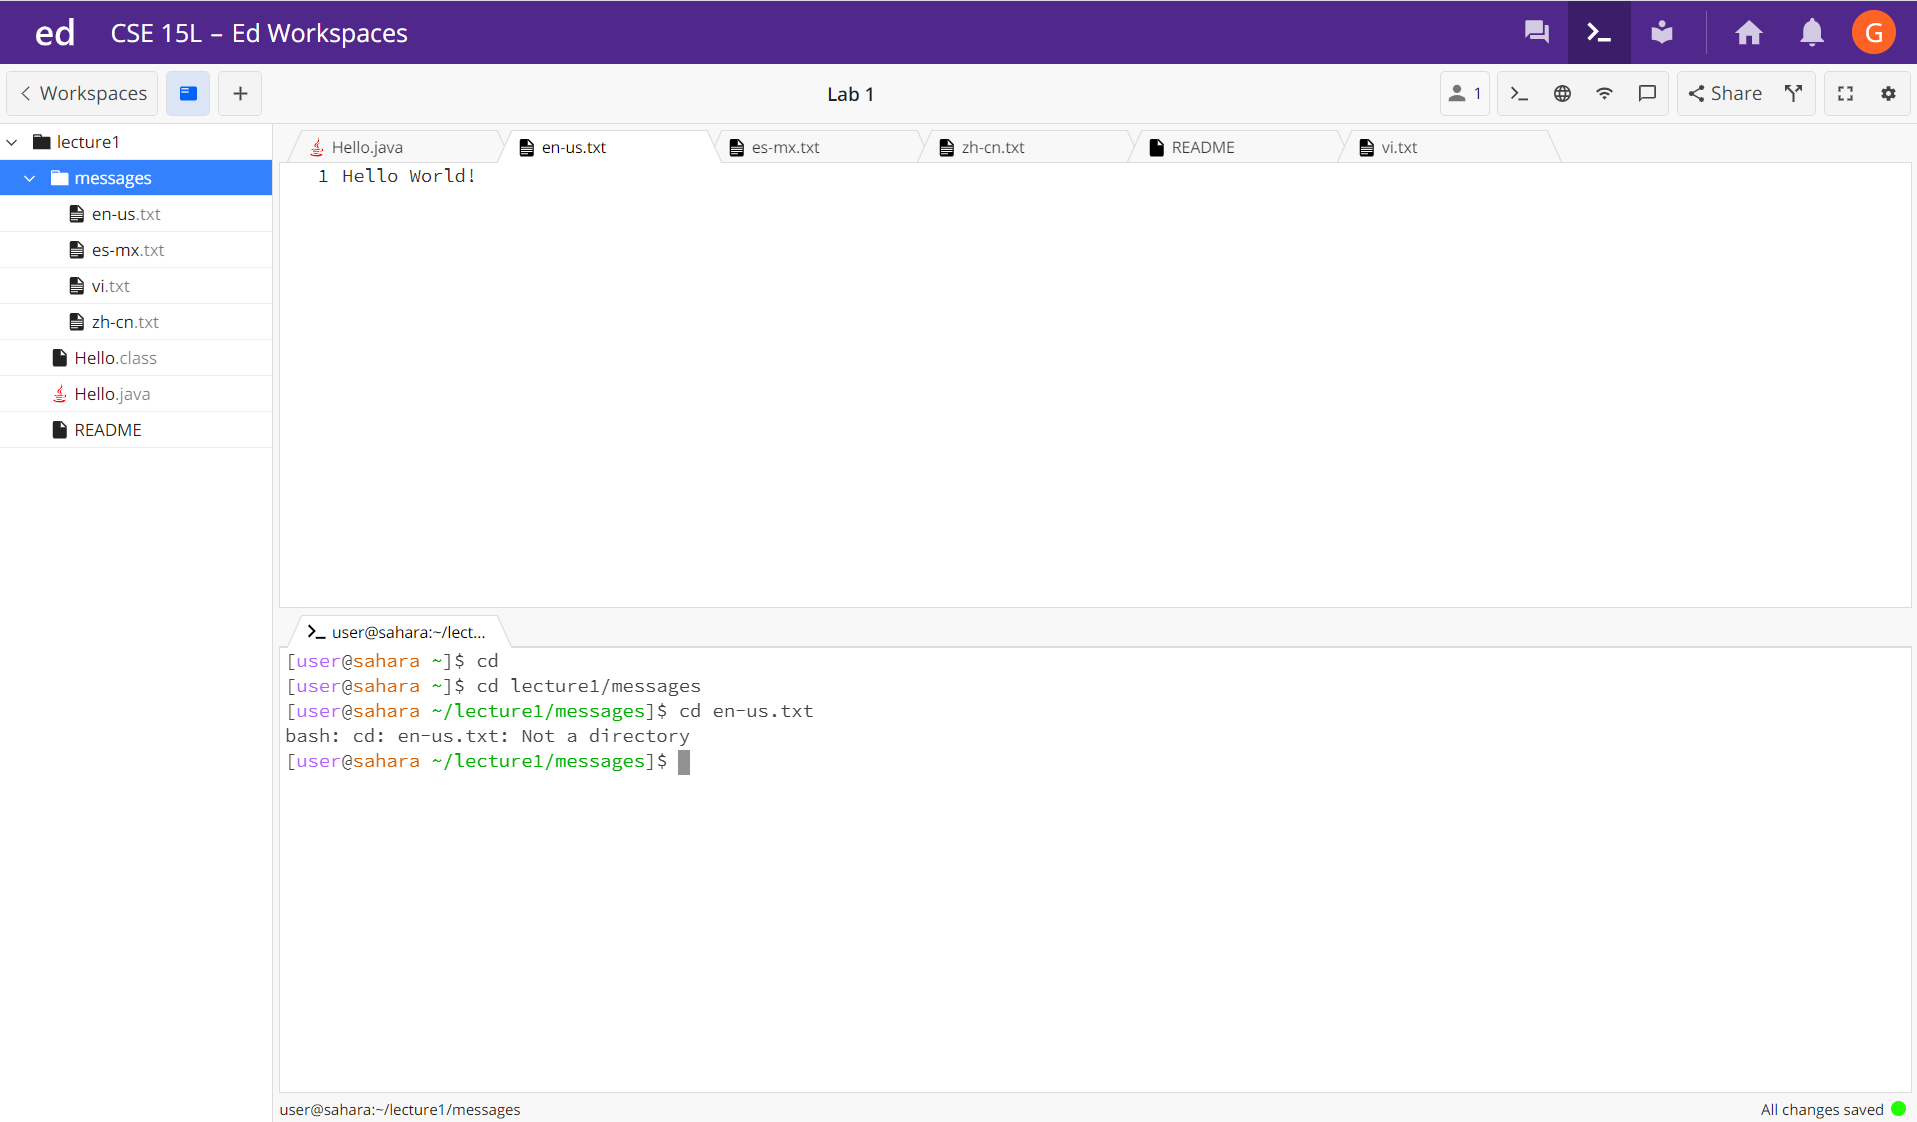 ed CSE 15L – Ed Workspaces G
Workspaces + Lab 1 1 Share
lecture1
messages
en-us.txt
es-mx.txt
vi.txt
zh-cn.txt
Hello.class
Hello.java
README
Hello.java en-us.txt es-mx.txt zh-cn.txt README vi.txt
1 Hello World!
user@sahara:~/lect...
[user@sahara ~]$ cd
[user@sahara ~]$ cd lecture1/messages
[user@sahara ~/lecture1/messages]$ cd en-us.txt
bash: cd: en-us.txt: Not a directory
[user@sahara ~/lecture1/messages]$
user@sahara:~/lecture1/messages All changes saved